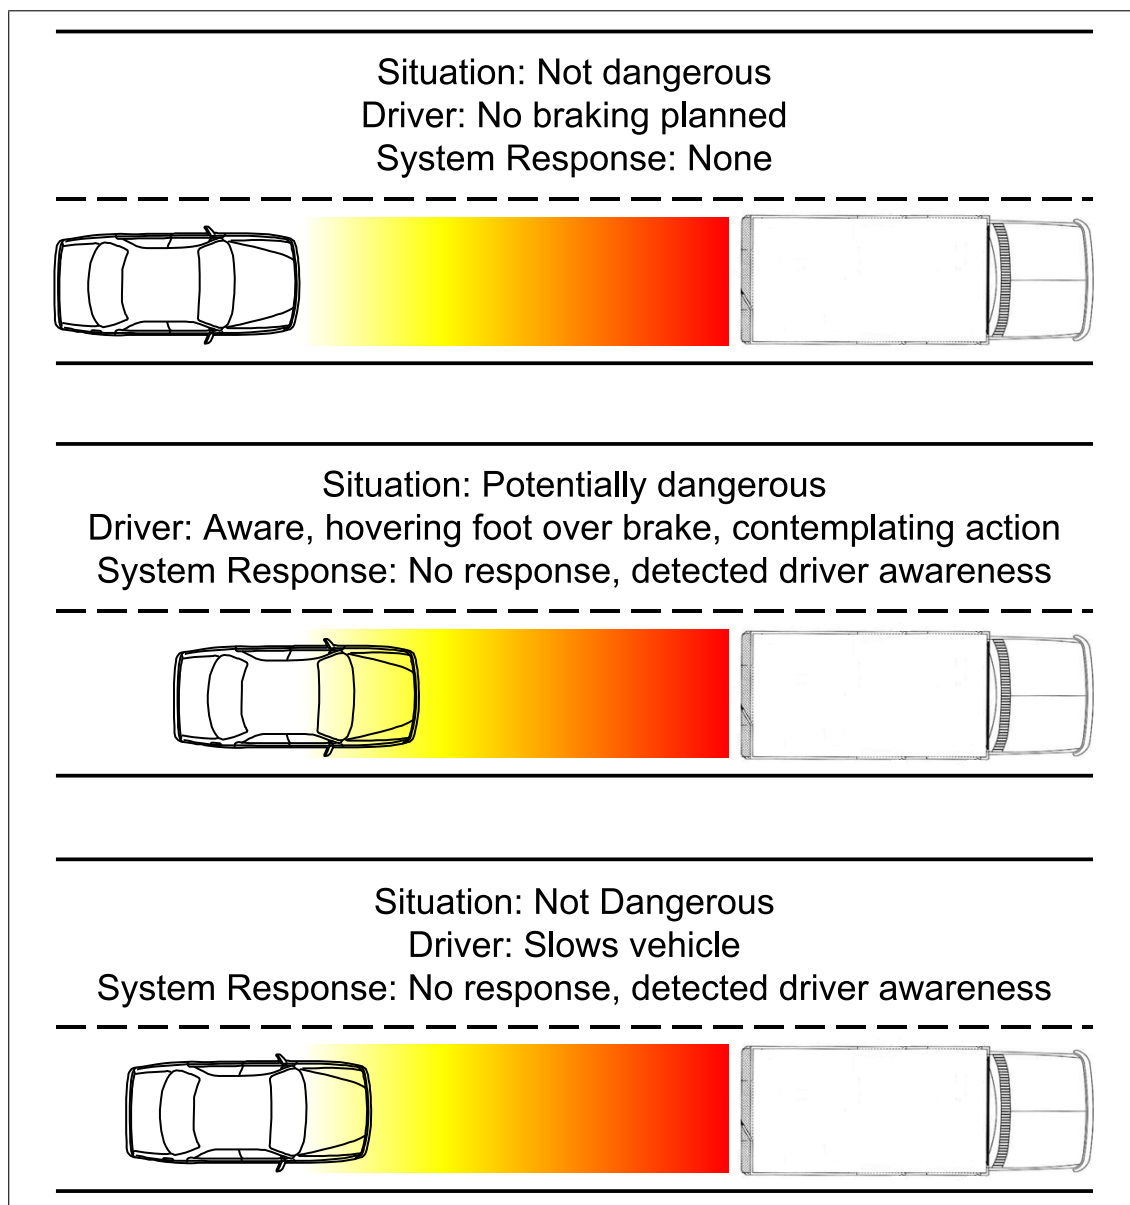 Situation: Not dangerous
Driver: No braking planned
System Response: None
Situation: Potentially dangerous
Driver: Aware, hovering foot over brake, contemplating action
System Response: No response, detected driver awareness
Situation: Not Dangerous
Driver: Slows vehicle
System Response: No response, detected driver awareness